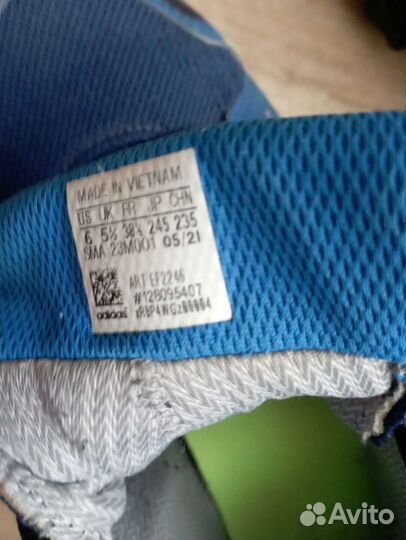 MADE IN VIETNAM
US UK FR JP CHN
6 5½ 38⅔ 245 235
SMA 23M001 05/21
ART EF2246
#128095407
adidas xRBP4WGz00004
Avito